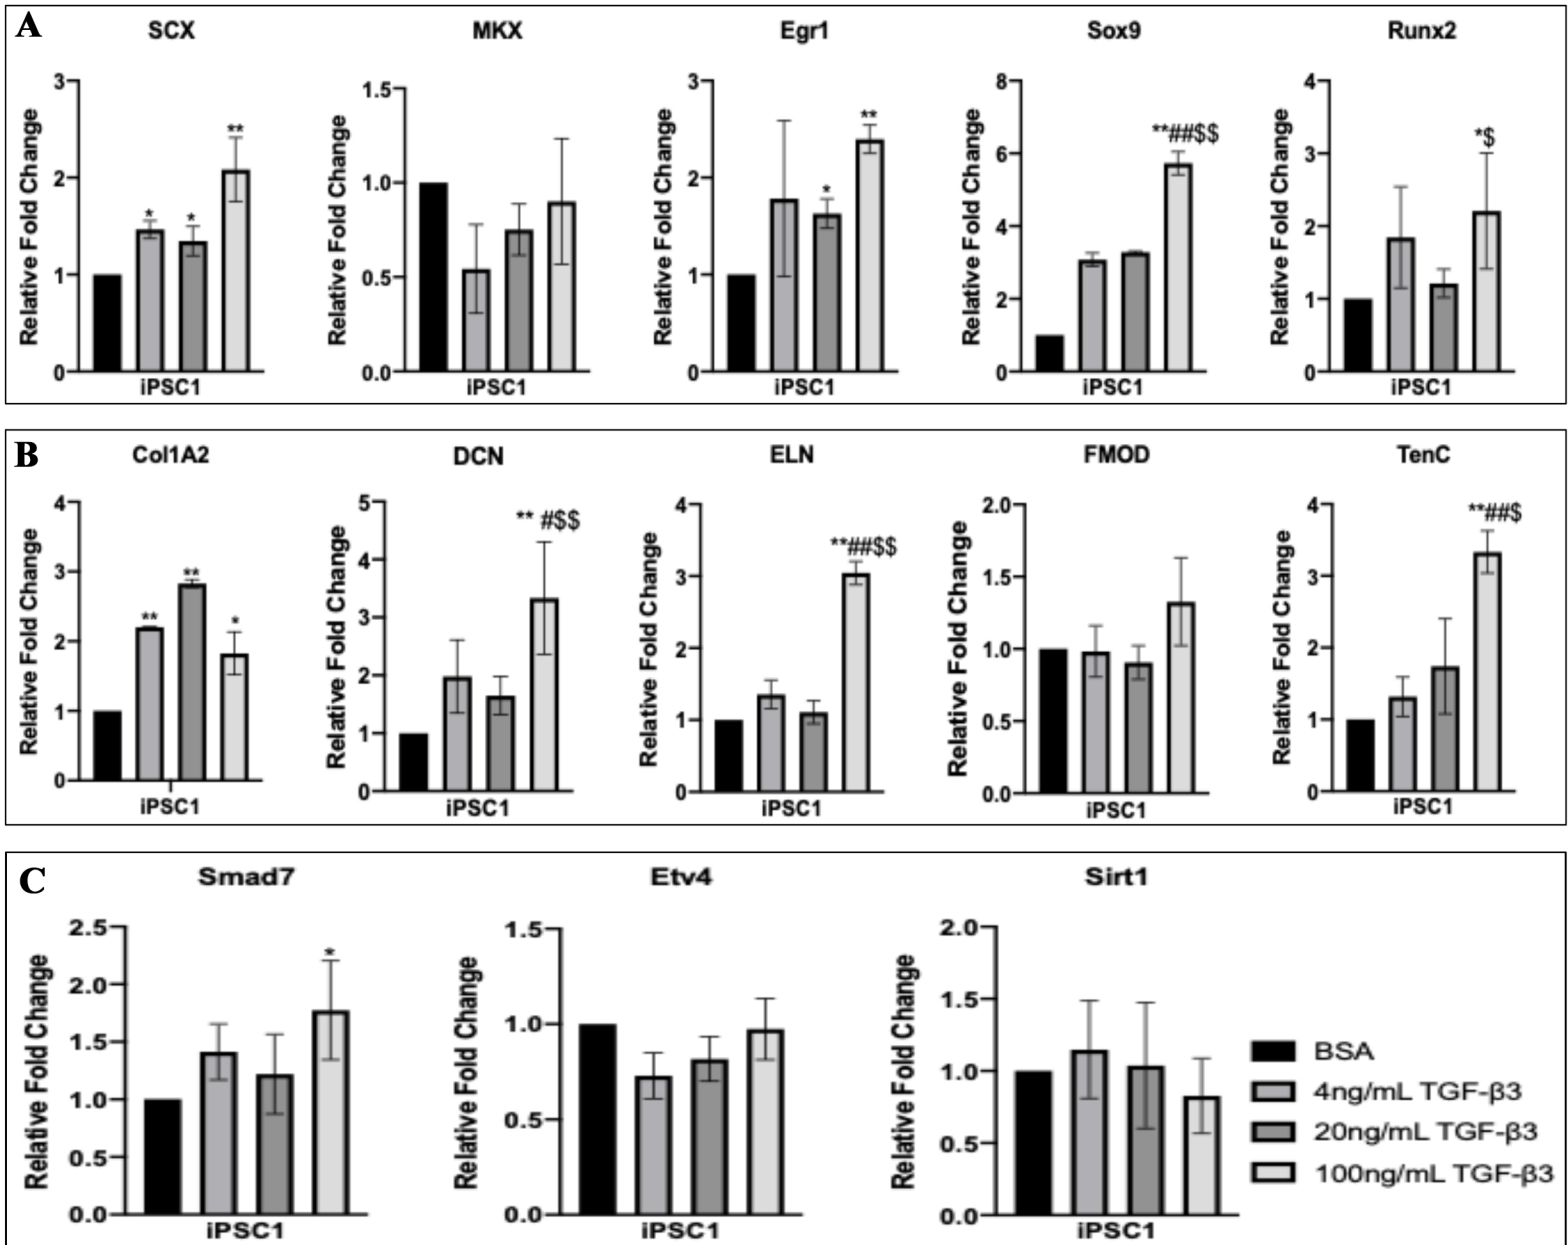 A
SCX
MKX
Egr1
Sox9
Runx2
Relative Fold Change
3
2
1
0
*
*
**
iPSC1
Relative Fold Change
1.5
1.0
0.5
0.0
iPSC1
Relative Fold Change
3
2
1
0
*
**
iPSC1
Relative Fold Change
8
6
4
2
0
**##$$
iPSC1
Relative Fold Change
4
3
2
1
0
*$
iPSC1
B
Col1A2
DCN
ELN
FMOD
TenC
Relative Fold Change
4
3
2
1
0
**
**
*
iPSC1
Relative Fold Change
5
4
3
2
1
0
** #$$
iPSC1
Relative Fold Change
4
3
2
1
0
**##$$
iPSC1
Relative Fold Change
2.0
1.5
1.0
0.5
0.0
iPSC1
Relative Fold Change
4
3
2
1
0
**##$
iPSC1
C
Smad7
Etv4
Sirt1
Relative Fold Change
2.5
2.0
1.5
1.0
0.5
0.0
*
iPSC1
Relative Fold Change
1.5
1.0
0.5
0.0
iPSC1
Relative Fold Change
2.0
1.5
1.0
0.5
0.0
iPSC1
BSA
4ng/mL TGF-β3
20ng/mL TGF-β3
100ng/mL TGF-β3